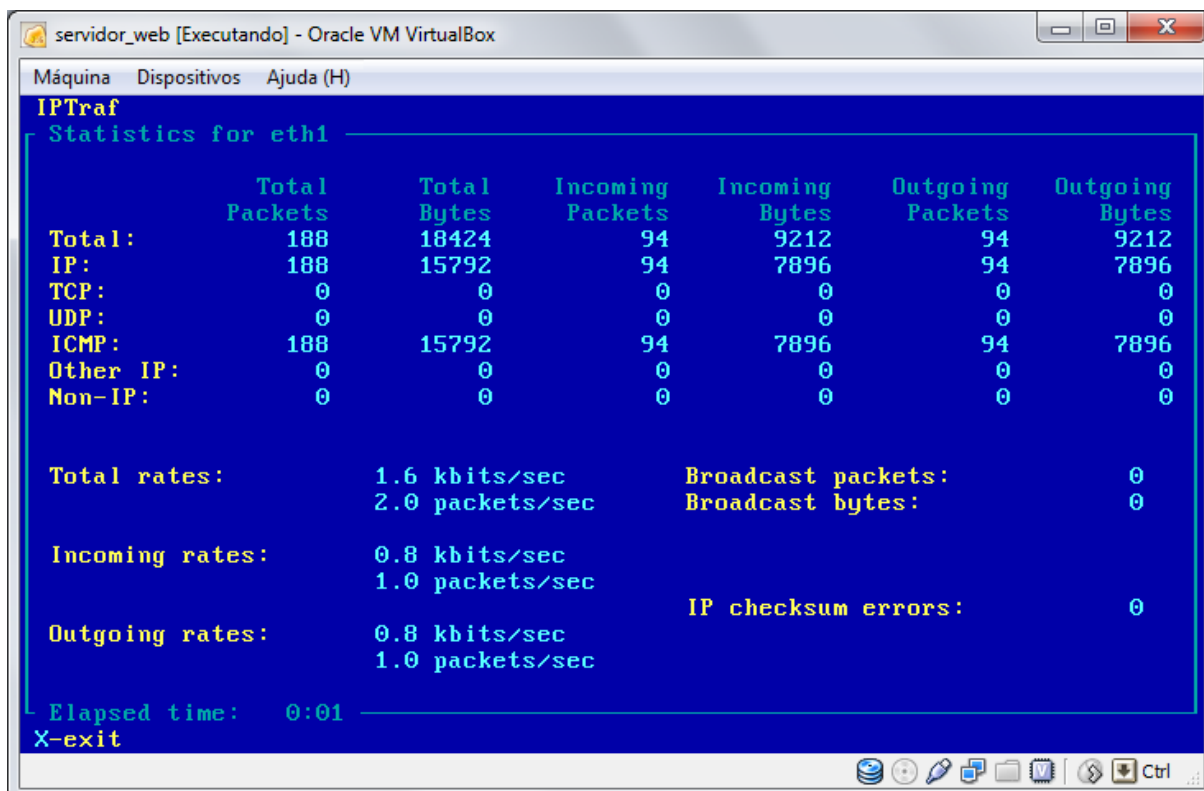 servidor_web [Executando] - Oracle VM VirtualBox
Máquina Dispositivos Ajuda (H)
IPTraf
Statistics for eth1
Total Total Incoming Incoming Outgoing Outgoing
Packets Bytes Packets Bytes Packets Bytes
Total: 188 18424 94 9212 94 9212
IP: 188 15792 94 7896 94 7896
TCP: 0 0 0 0 0 0
UDP: 0 0 0 0 0 0
ICMP: 188 15792 94 7896 94 7896
Other IP: 0 0 0 0 0 0
Non-IP: 0 0 0 0 0 0
Total rates: 1.6 kbits/sec Broadcast packets: 0
2.0 packets/sec Broadcast bytes: 0
Incoming rates: 0.8 kbits/sec
1.0 packets/sec
IP checksum errors: 0
Outgoing rates: 0.8 kbits/sec
1.0 packets/sec
Elapsed time: 0:01
X-exit
Ctrl